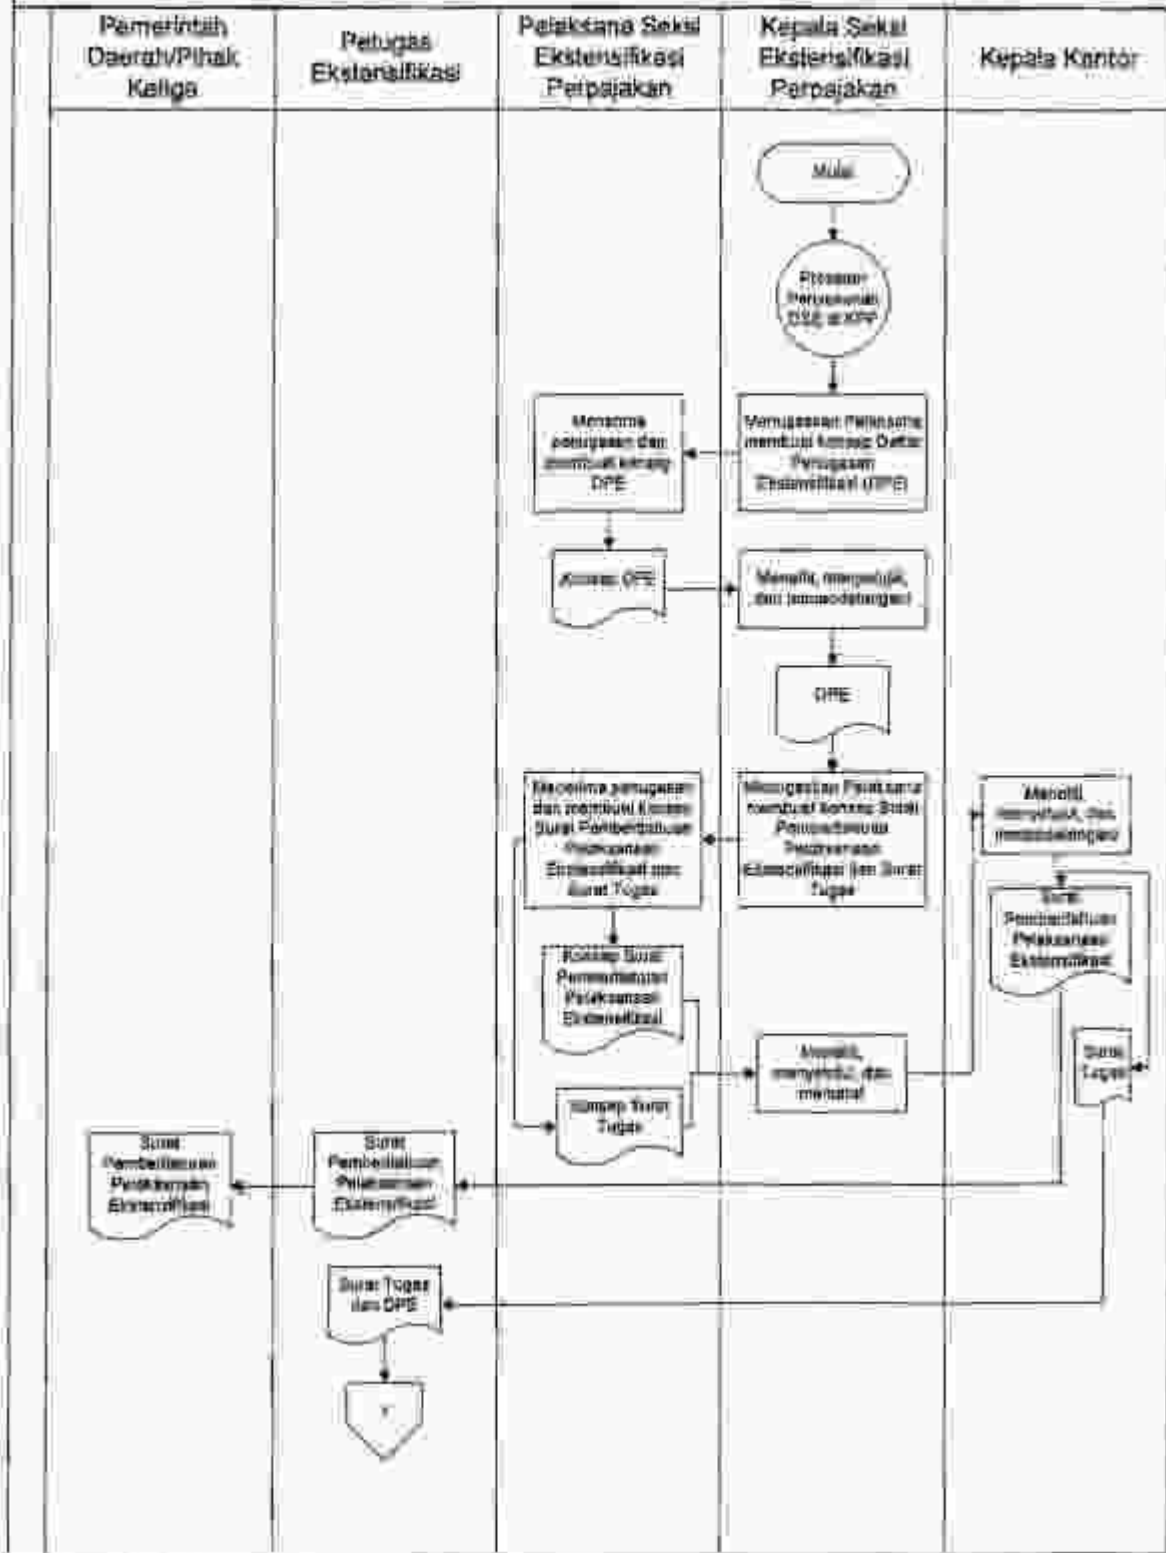 Pemerintah
Daerah/Pihak
Ketiga
Petugas
Ekstensifikasi
Pelaksana Seksi
Ekstensifikasi
Perpajakan
Kepala Seksi
Ekstensifikasi
Perpajakan
Kepala Kantor
Mulai
Penyusunan
DSE di KPP
Menugaskan Pelaksana
membuat konsep Daftar
Penugasan
Ekstensifikasi (DPE)
Menerima
penugasan dan
membuat konsep
DPE
Konsep DPE
Meneliti, menyetujui,
dan menandatangani
DPE
Menugaskan Pelaksana
membuat konsep Surat
Pemberitahuan
Pelaksanaan
Ekstensifikasi dan Surat
Tugas
Menerima penugasan
dan membuat konsep
Surat Pemberitahuan
Pelaksanaan
Ekstensifikasi dan
Surat Tugas
Meneliti,
menyetujui, dan
menandatangani
Surat
Pemberitahuan
Pelaksanaan
Ekstensifikasi
Konsep Surat
Pemberitahuan
Pelaksanaan
Ekstensifikasi
Meneliti,
menyetujui, dan
memaraf
Surat
Tugas
Konsep Surat
Tugas
Surat
Pemberitahuan
Pelaksanaan
Ekstensifikasi
Surat
Pemberitahuan
Pelaksanaan
Ekstensifikasi
Surat Tugas
dan DPE